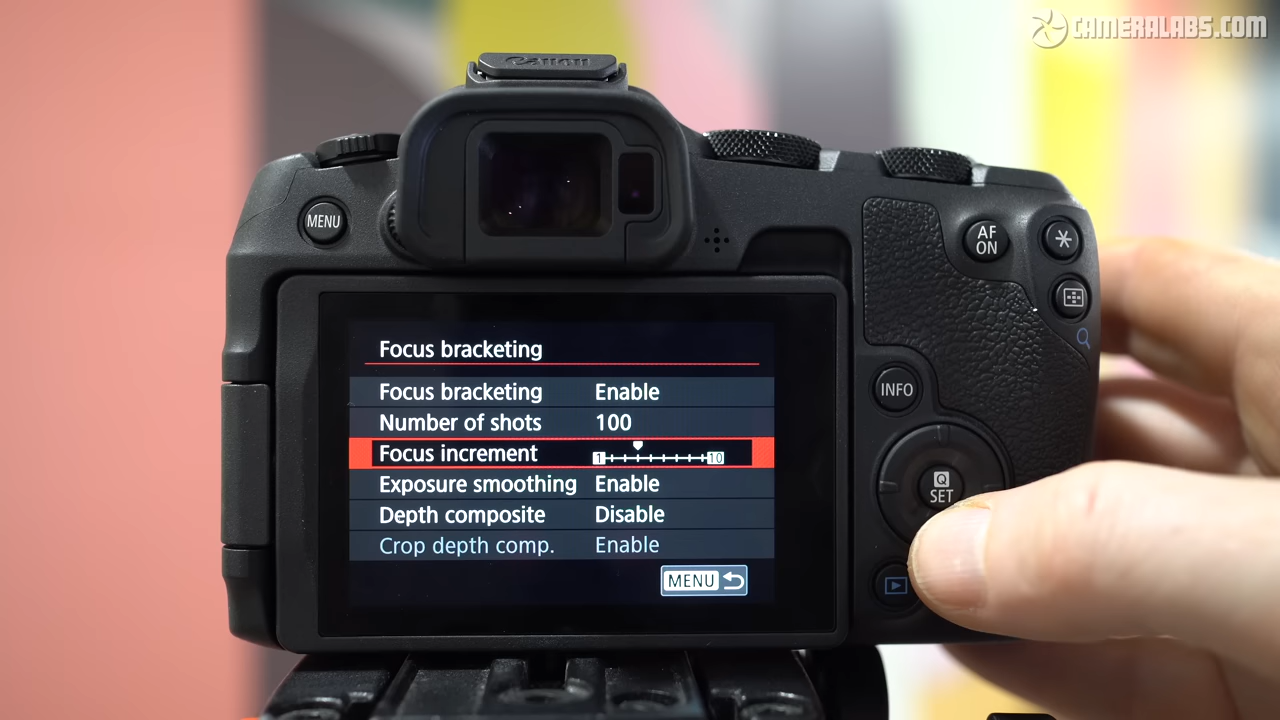 CAMERALABS.COM
Canon
MENU
AF
ON
INFO
Q
SET
Focus bracketing
Focus bracketing Enable
Number of shots 100
Focus increment 1 10
Exposure smoothing Enable
Depth composite Disable
Crop depth comp. Enable
MENU